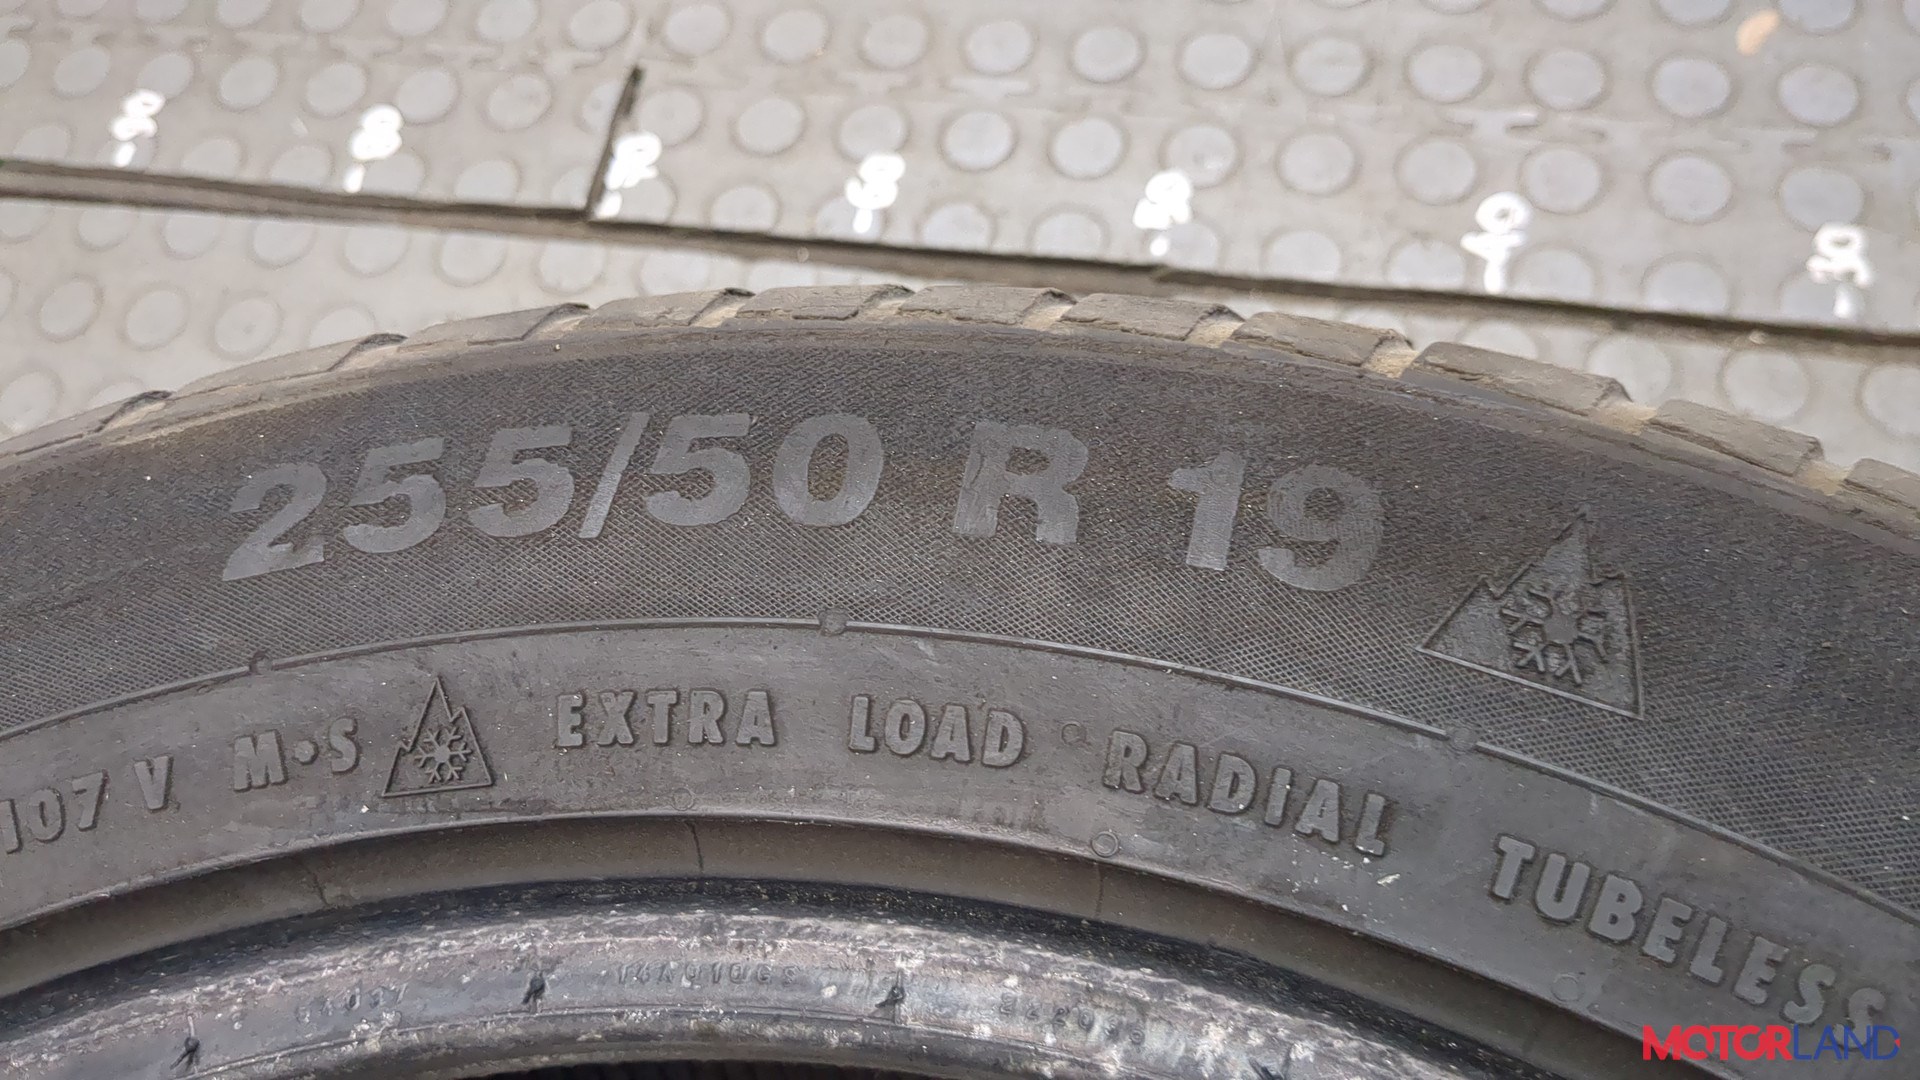 255/50 R 19
107 V M·S EXTRA LOAD RADIAL TUBELESS
MOTORLAND